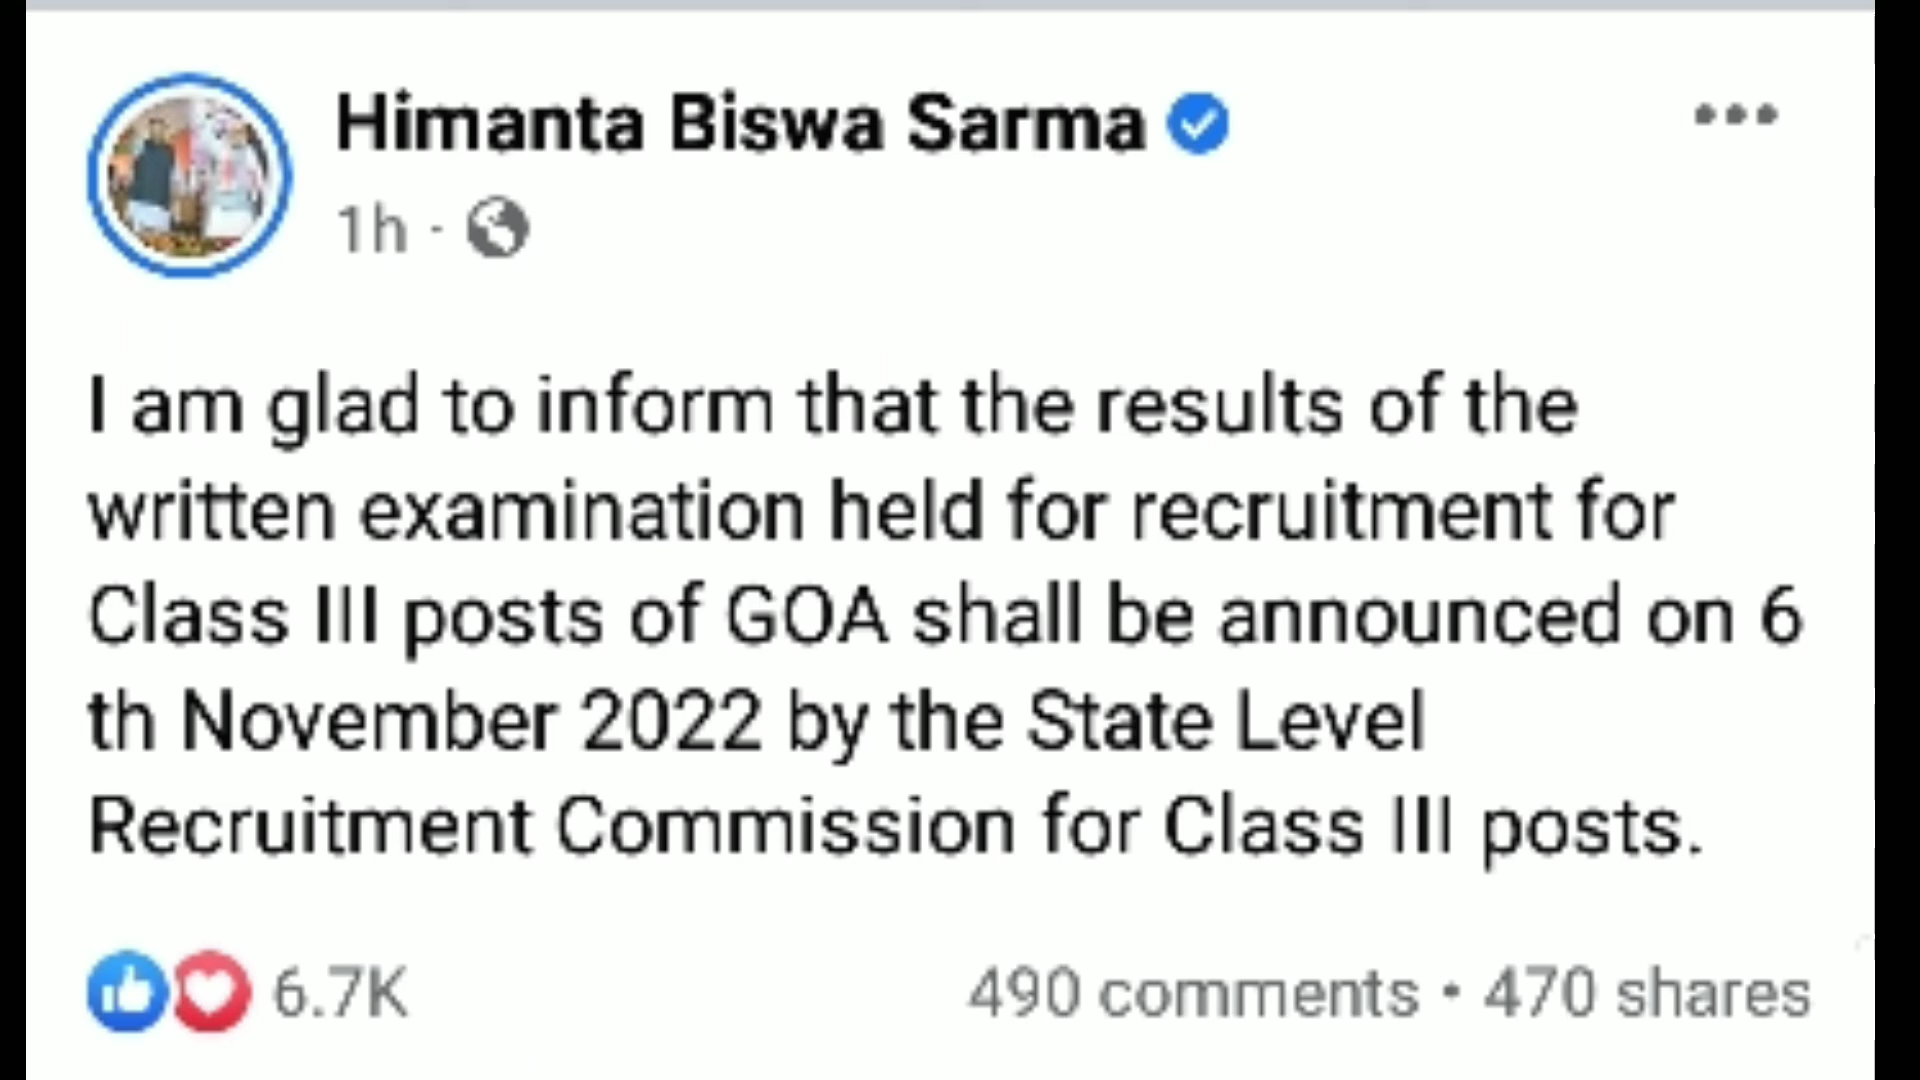 Himanta Biswa Sarma
1h ·
I am glad to inform that the results of the
written examination held for recruitment for
Class III posts of GOA shall be announced on 6
th November 2022 by the State Level
Recruitment Commission for Class III posts.
6.7K 490 comments • 470 shares